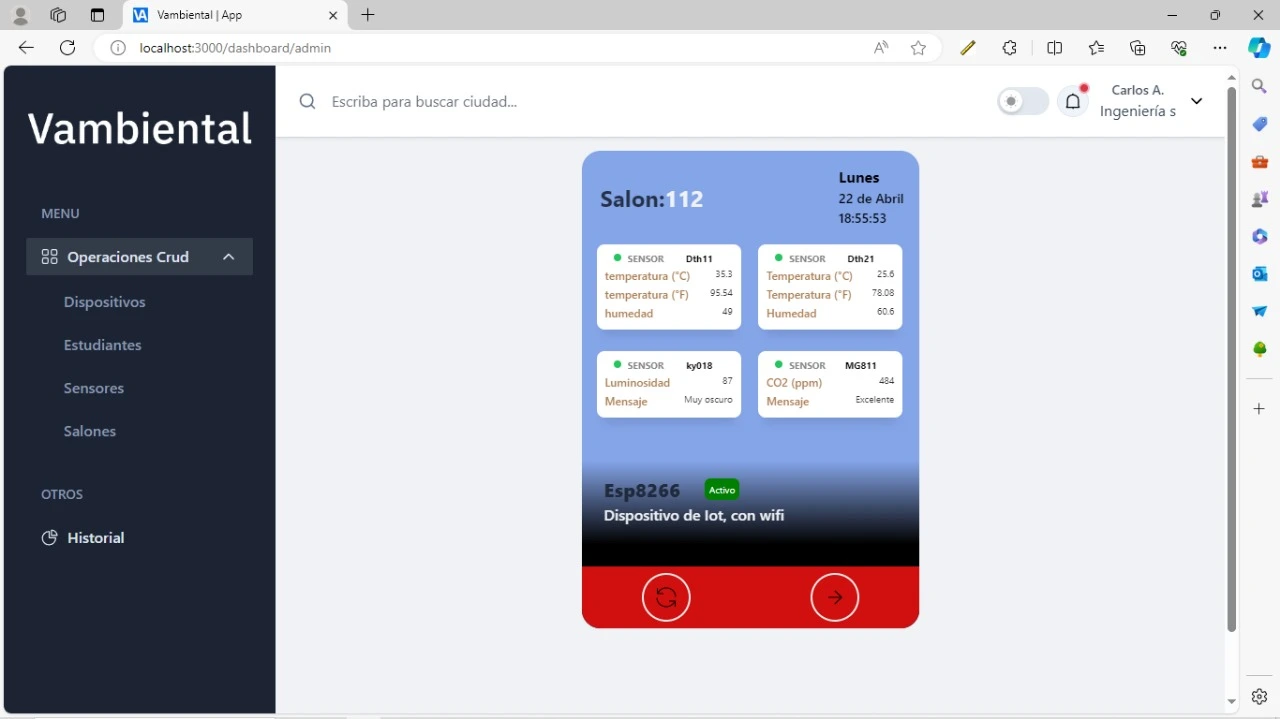 Vambiental | App
localhost:3000/dashboard/admin
Vambiental
Escriba para buscar ciudad...
Carlos A.
Ingeniería s
MENU
Operaciones Crud
Dispositivos
Estudiantes
Sensores
Salones
OTROS
Historial
Salon:112
Lunes
22 de Abril
18:55:53
SENSOR Dth11
temperatura (°C) 35.3
temperatura (°F) 95.54
humedad 49
SENSOR Dth21
Temperatura (°C) 25.6
Temperatura (°F) 78.08
Humedad 60.6
SENSOR ky018
Luminosidad 87
Mensaje Muy oscuro
SENSOR MG811
CO2 (ppm) 484
Mensaje Excelente
Esp8266 Activo
Dispositivo de Iot, con wifi